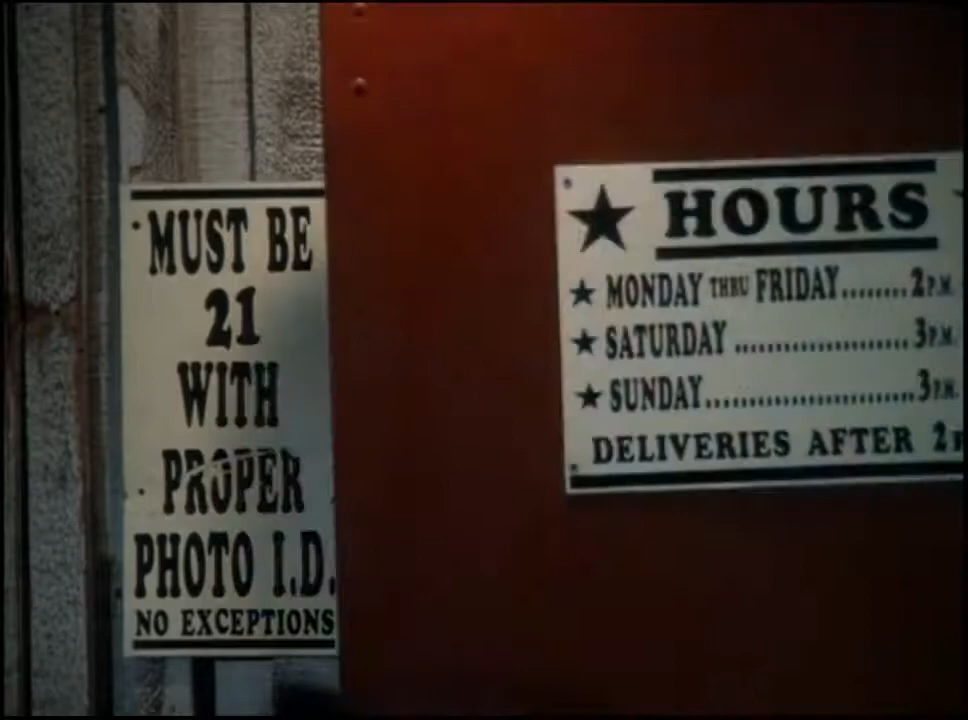 MUST BE
21
WITH
PROPER
PHOTO I.D.
NO EXCEPTIONS
HOURS
MONDAY THRU FRIDAY........2P.M.
SATURDAY .....................3P.M.
SUNDAY.........................3P.M.
DELIVERIES AFTER 2P